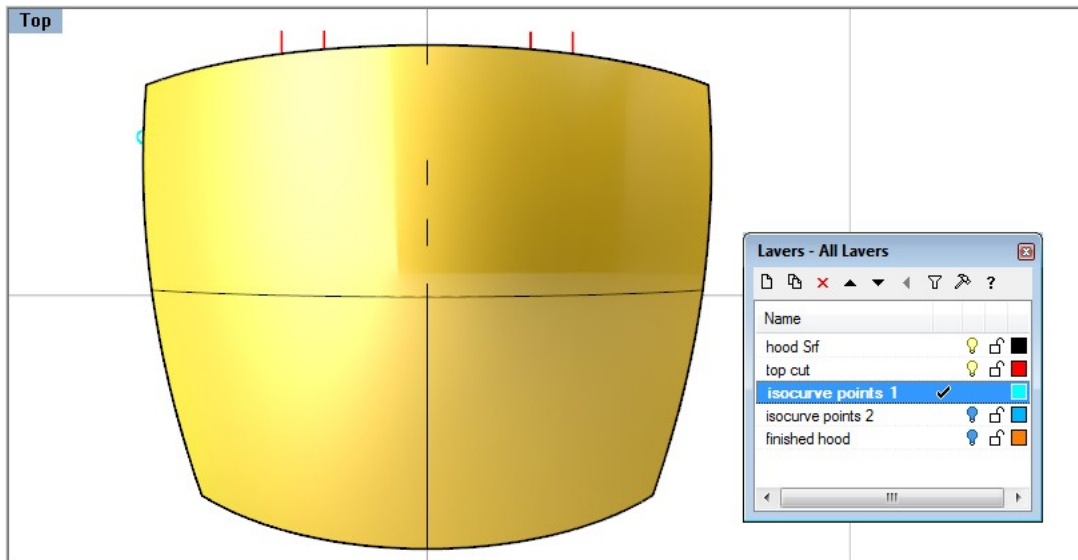 Top
Layers - All Layers
?
Name
hood Srf
top cut
isocurve points 1
isocurve points 2
finished hood